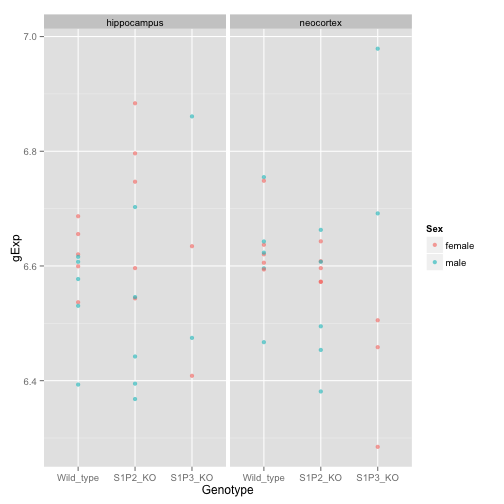 hippocampus neocortex
7.0
6.8
6.6
6.4
gExp
Wild_type S1P2_KO S1P3_KO Wild_type S1P2_KO S1P3_KO
Genotype
Sex
female
male